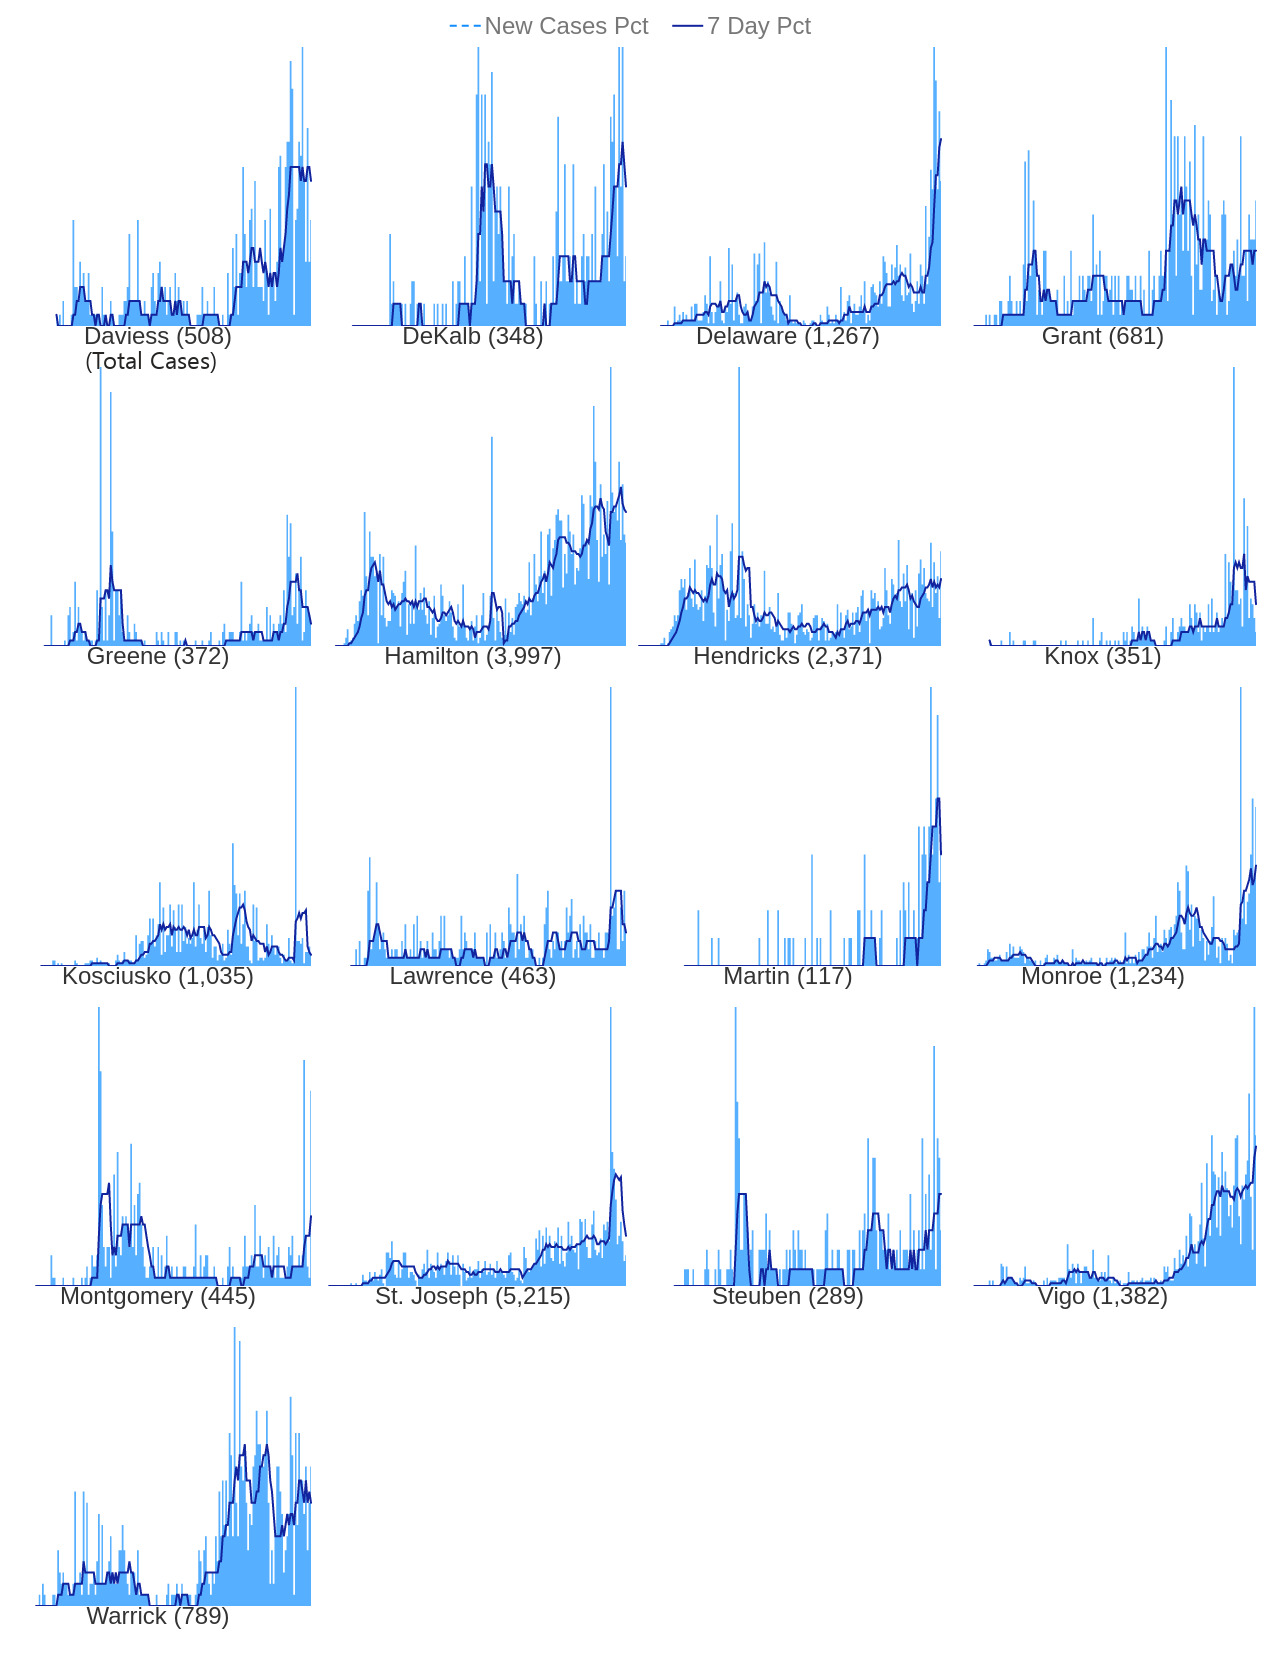 New Cases Pct 7 Day Pct
Daviess (508) DeKalb (348) Delaware (1,267) Grant (681)
(Total Cases)
Greene (372) Hamilton (3,997) Hendricks (2,371) Knox (351)
Kosciusko (1,035) Lawrence (463) Martin (117) Monroe (1,234)
Montgomery (445) St. Joseph (5,215) Steuben (289) Vigo (1,382)
Warrick (789)